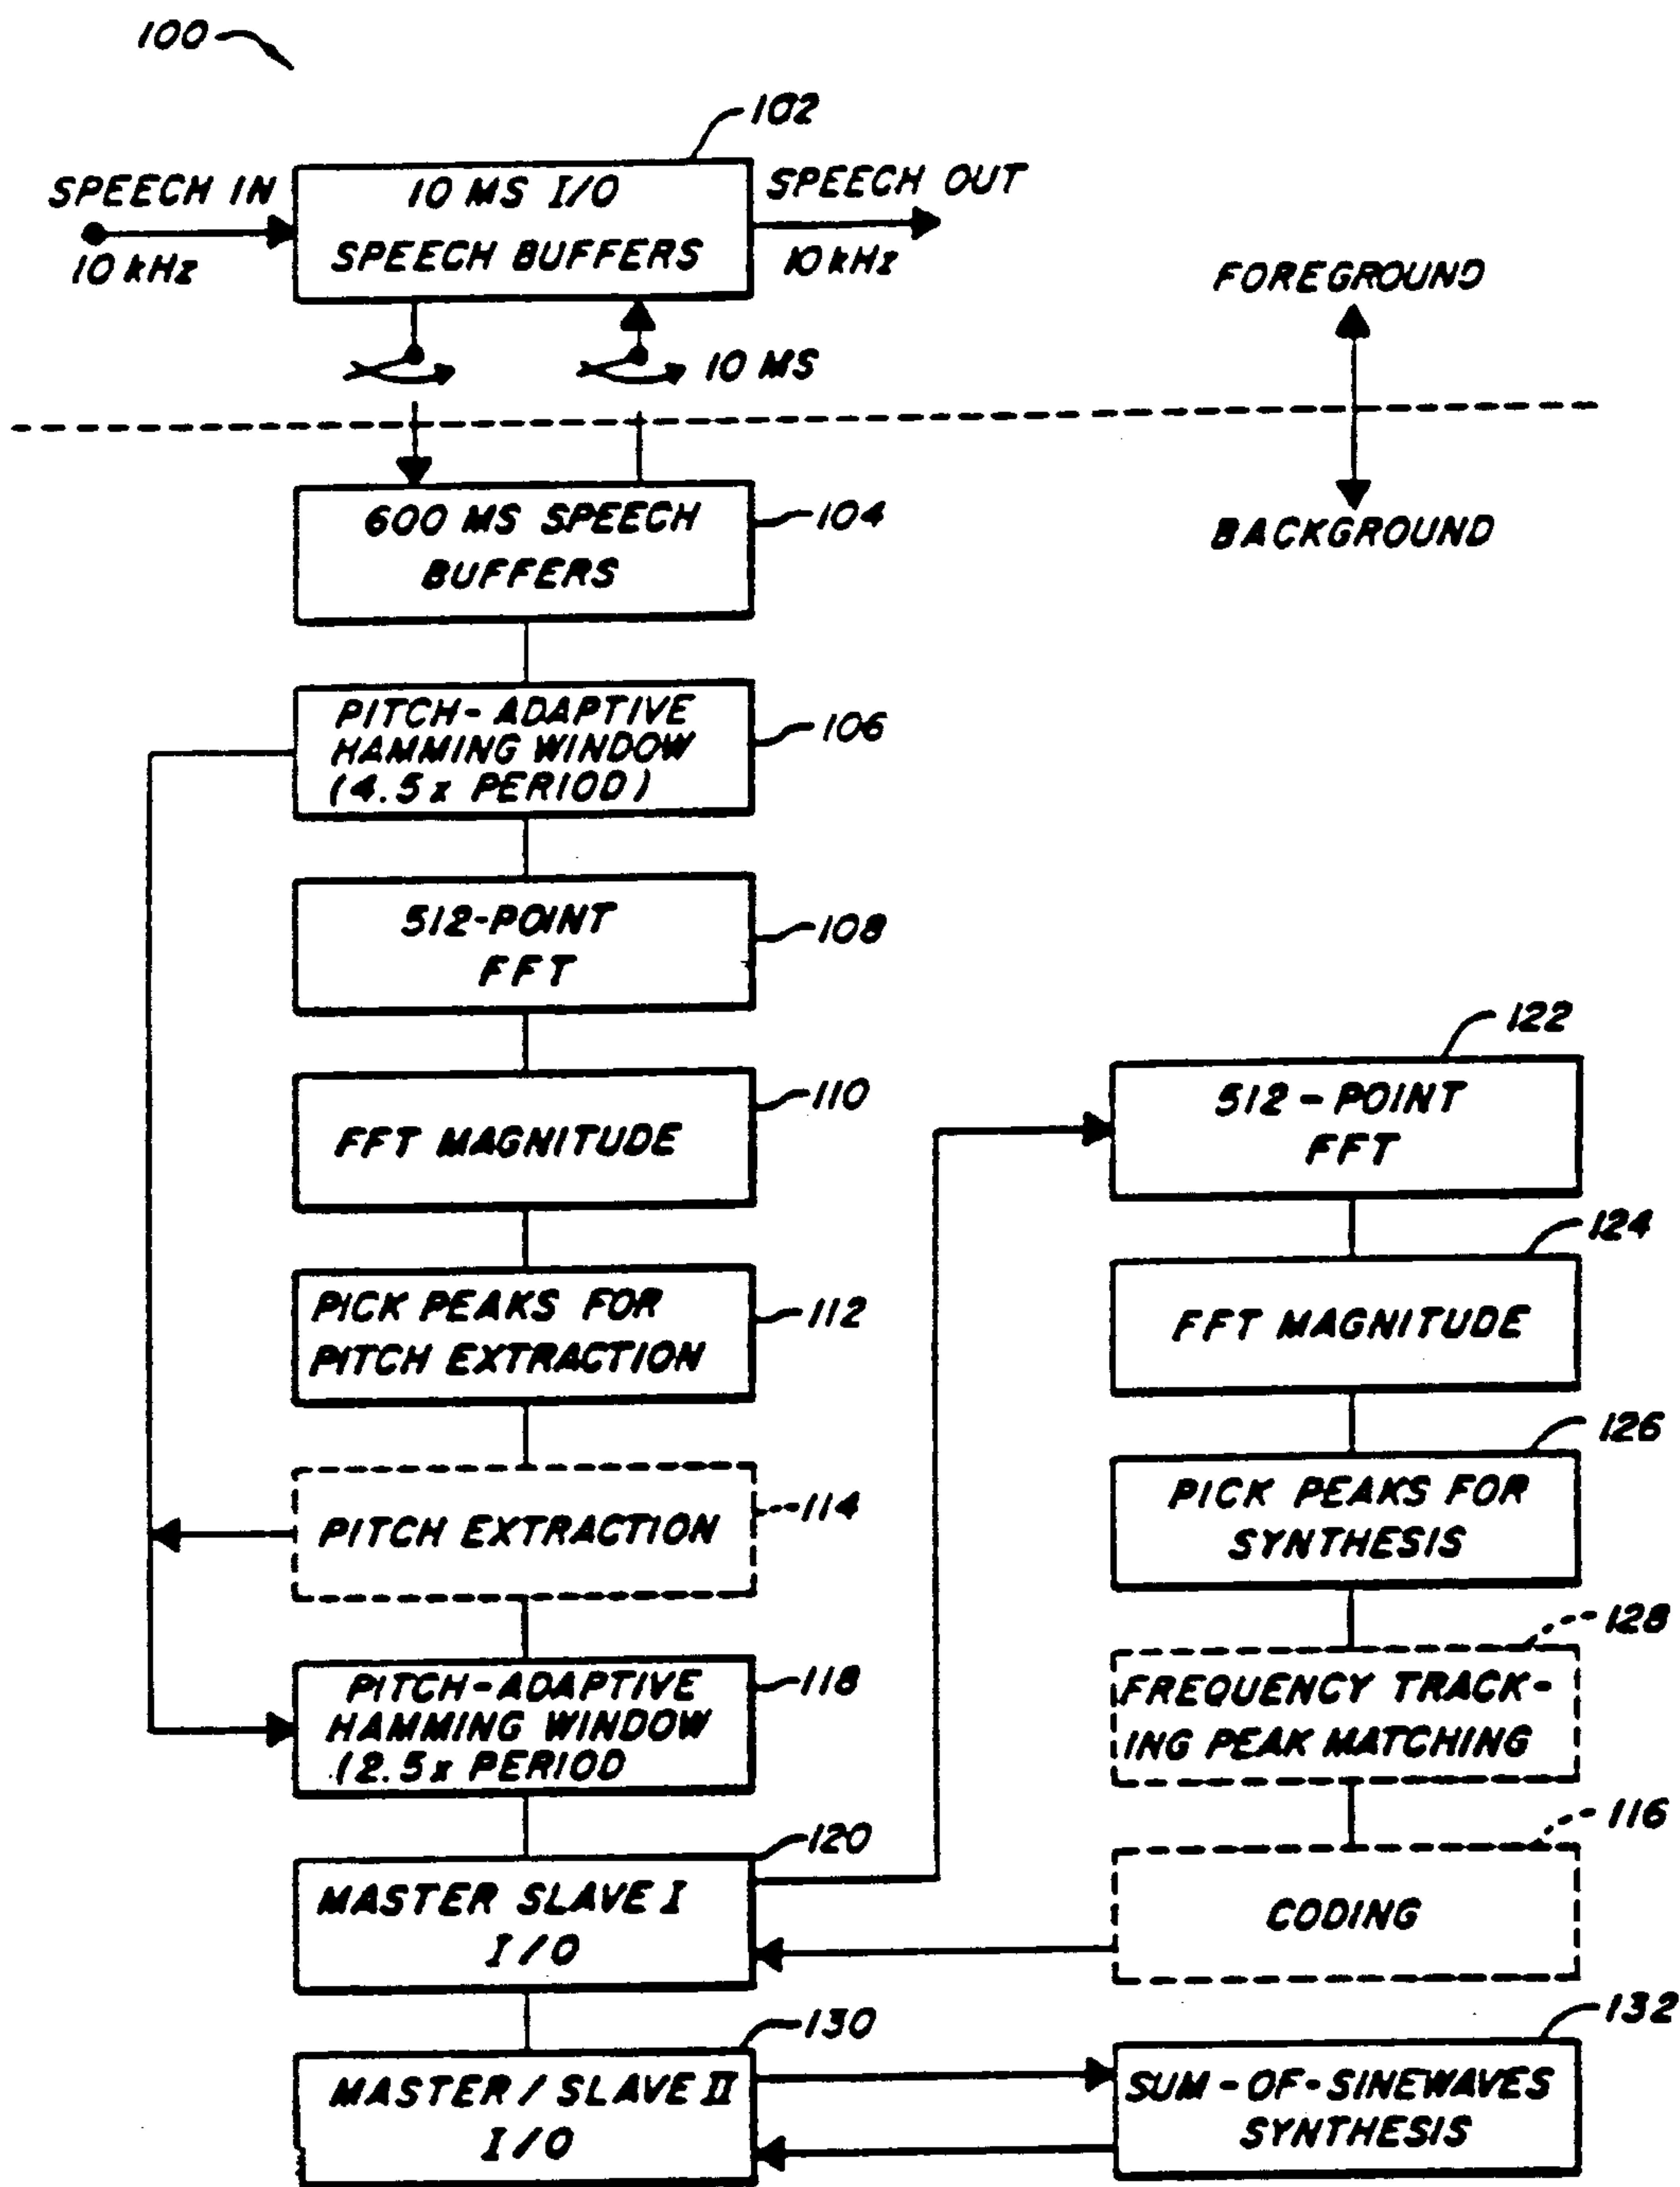 100
102
SPEECH IN
10 kHz
10 MS I/O
SPEECH BUFFERS
SPEECH OUT
10 kHz
10 MS
FOREGROUND
BACKGROUND
600 MS SPEECH
BUFFERS
104
PITCH-ADAPTIVE
HAMMING WINDOW
(4.5x PERIOD)
106
512-POINT
FFT
108
FFT MAGNITUDE
110
PICK PEAKS FOR
PITCH EXTRACTION
112
PITCH EXTRACTION
114
PITCH-ADAPTIVE
HAMMING WINDOW
(2.5x PERIOD
118
MASTER SLAVE I
I/O
120
MASTER / SLAVE II
I/O
130
122
512-POINT
FFT
124
FFT MAGNITUDE
126
PICK PEAKS FOR
SYNTHESIS
128
FREQUENCY TRACK-
ING PEAK MATCHING
116
CODING
132
SUM-OF-SINEWAVES
SYNTHESIS